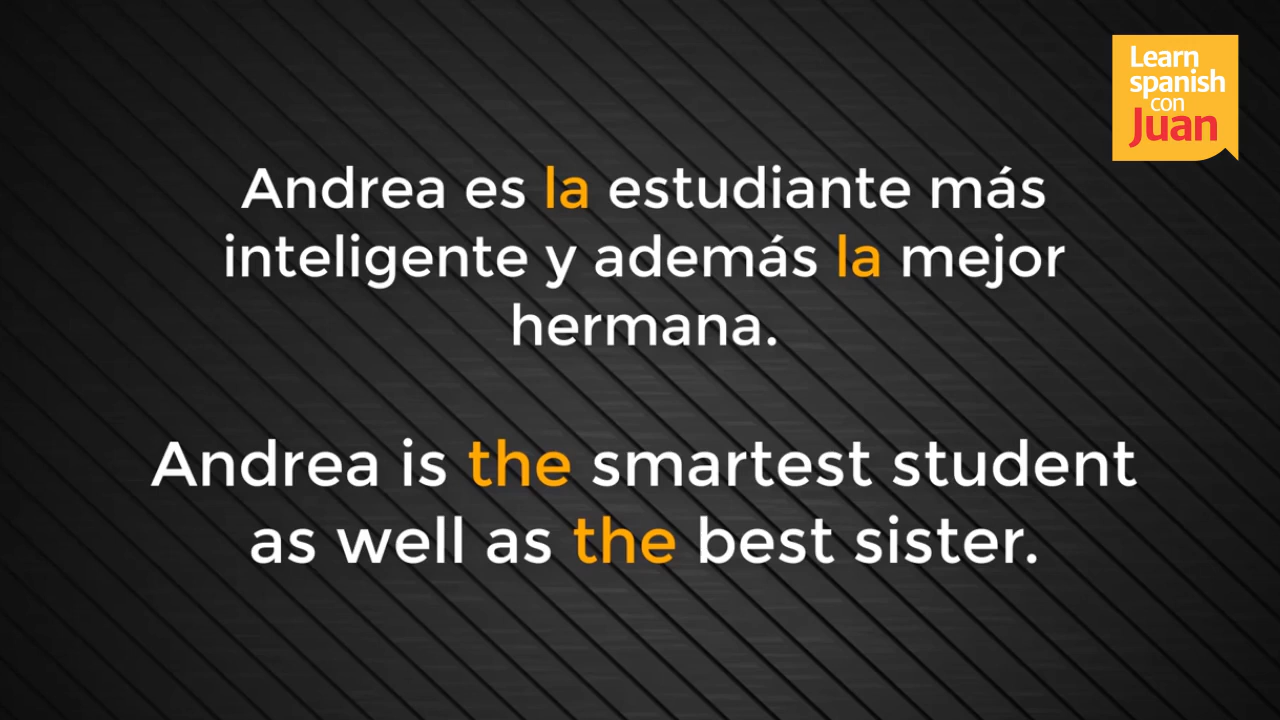 Learn
spanish
con
Juan
Andrea es la estudiante más
inteligente y además la mejor
hermana.
Andrea is the smartest student
as well as the best sister.